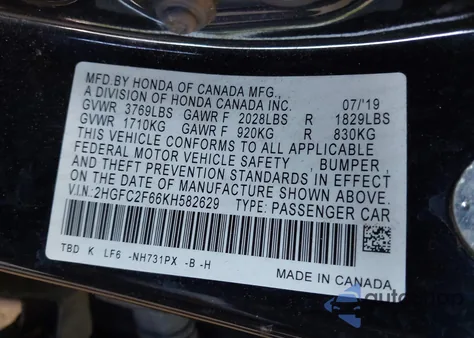 MFD. BY HONDA OF CANADA MFG.,
A DIVISION OF HONDA CANADA INC. 07/'19
GVWR 3769LBS GAWR F 2028LBS R 1829LBS
GVWR 1710KG GAWR F 920KG R 830KG
THIS VEHICLE CONFORMS TO ALL APPLICABLE
FEDERAL MOTOR VEHICLE SAFETY , BUMPER ,
AND THEFT PREVENTION STANDARDS IN EFFECT
ON THE DATE OF MANUFACTURE SHOWN ABOVE.
V.I.N: 2HGFC2F66KH582629 TYPE: PASSENGER CAR
TBD K LF6 -NH731PX -B -H
MADE IN CANADA